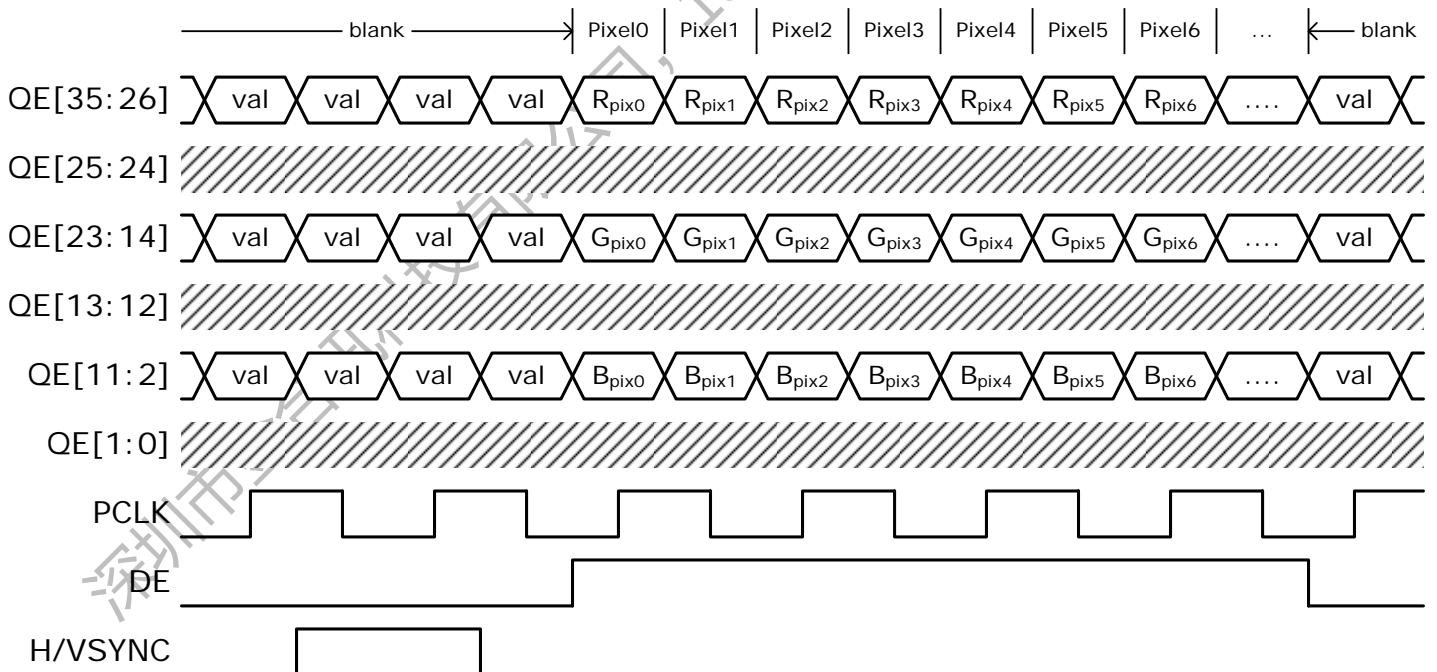 blank Pixel0 Pixel1 Pixel2 Pixel3 Pixel4 Pixel5 Pixel6 ... blank
QE[35:26] val val val val Rpix0 Rpix1 Rpix2 Rpix3 Rpix4 Rpix5 Rpix6 .... val
QE[25:24]
QE[23:14] val val val val Gpix0 Gpix1 Gpix2 Gpix3 Gpix4 Gpix5 Gpix6 .... val
QE[13:12]
QE[11:2] val val val val Bpix0 Bpix1 Bpix2 Bpix3 Bpix4 Bpix5 Bpix6 .... val
QE[1:0]
PCLK
DE
H/VSYNC
深圳市